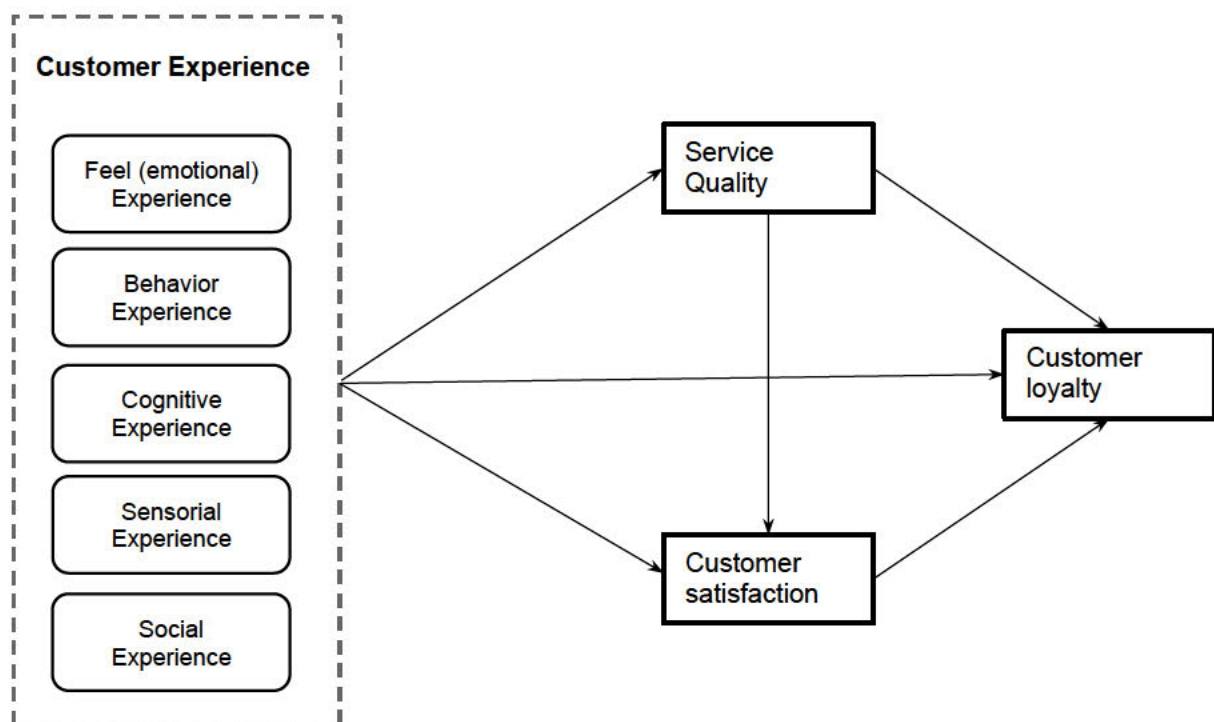 Customer Experience
Feel (emotional)
Experience
Behavior
Experience
Cognitive
Experience
Sensorial
Experience
Social
Experience
Service
Quality
Customer
satisfaction
Customer
loyalty